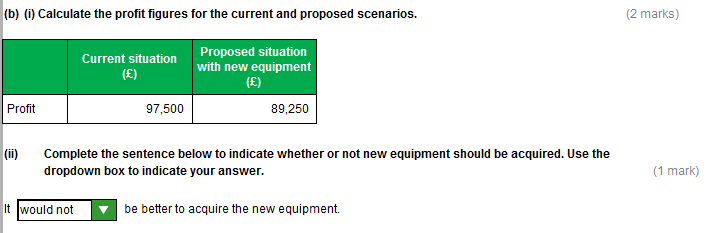 (b) (i) Calculate the profit figures for the current and proposed scenarios. (2 marks)
Current situation
(£)
Proposed situation
with new equipment
(£)
Profit 97,500 89,250
(ii) Complete the sentence below to indicate whether or not new equipment should be acquired. Use the
dropdown box to indicate your answer. (1 mark)
It would not be better to acquire the new equipment.